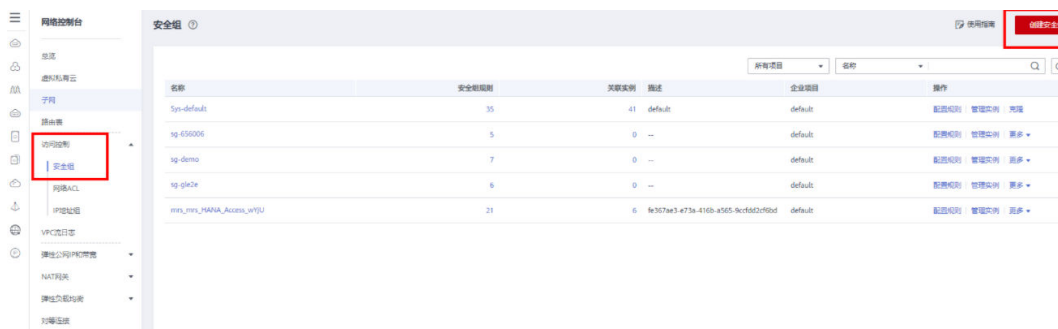 网络控制台
安全组
使用指南
创建安全
总览
虚拟私有云
子网
路由表
访问控制
安全组
网络ACL
IP地址组
VPC流日志
弹性公网IP和带宽
NAT网关
弹性负载均衡
对等连接
所有项目
名称
名称 安全组规则 关联实例 描述 企业项目 操作
Sys-default 35 41 default default 配置规则 管理实例 克隆
sg-656006 5 0 -- default 配置规则 管理实例 更多
sg-demo 7 0 -- default 配置规则 管理实例 更多
sg-gle2e 6 0 -- default 配置规则 管理实例 更多
mrs_mrs_HANA_Access_wYJU 21 6 fe367ae3-e73a-416b-a565-9ccfdd2cf6bd default 配置规则 管理实例 更多